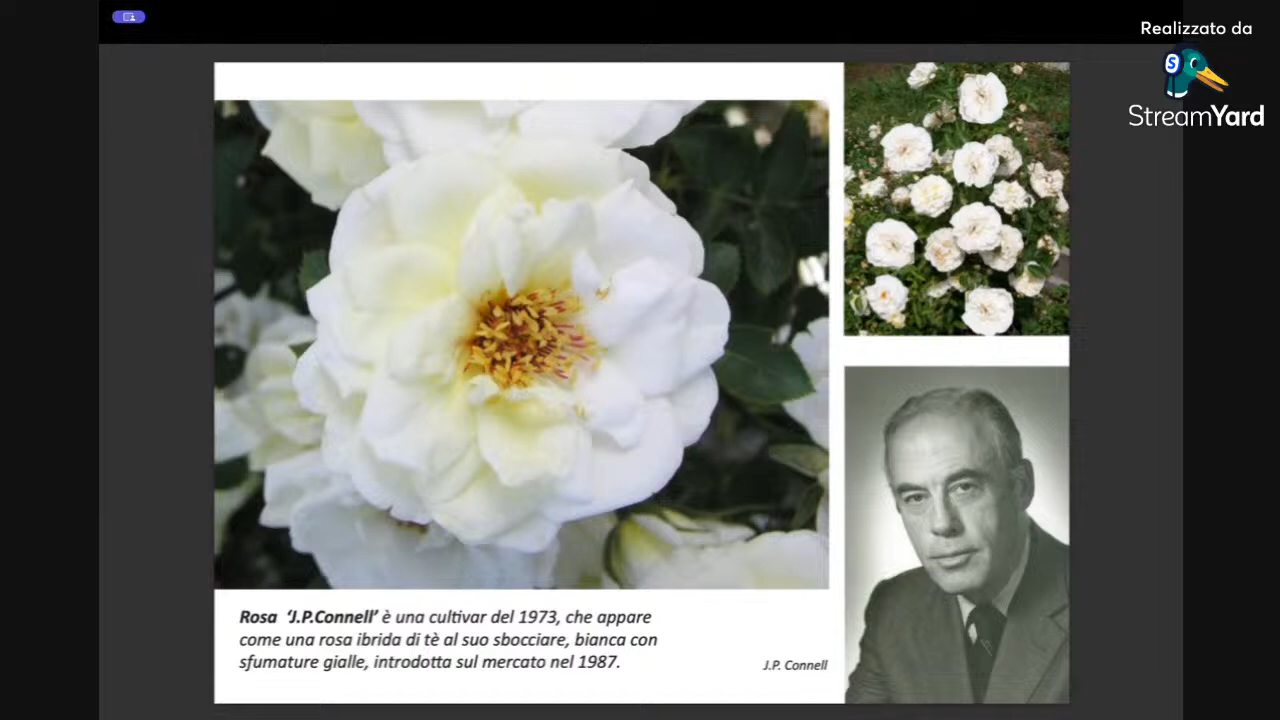 Realizzato da
StreamYard
Rosa ‘J.P.Connell’ è una cultivar del 1973, che appare
come una rosa ibrida di tè al suo sbocciare, bianca con
sfumature gialle, introdotta sul mercato nel 1987.
J.P. Connell